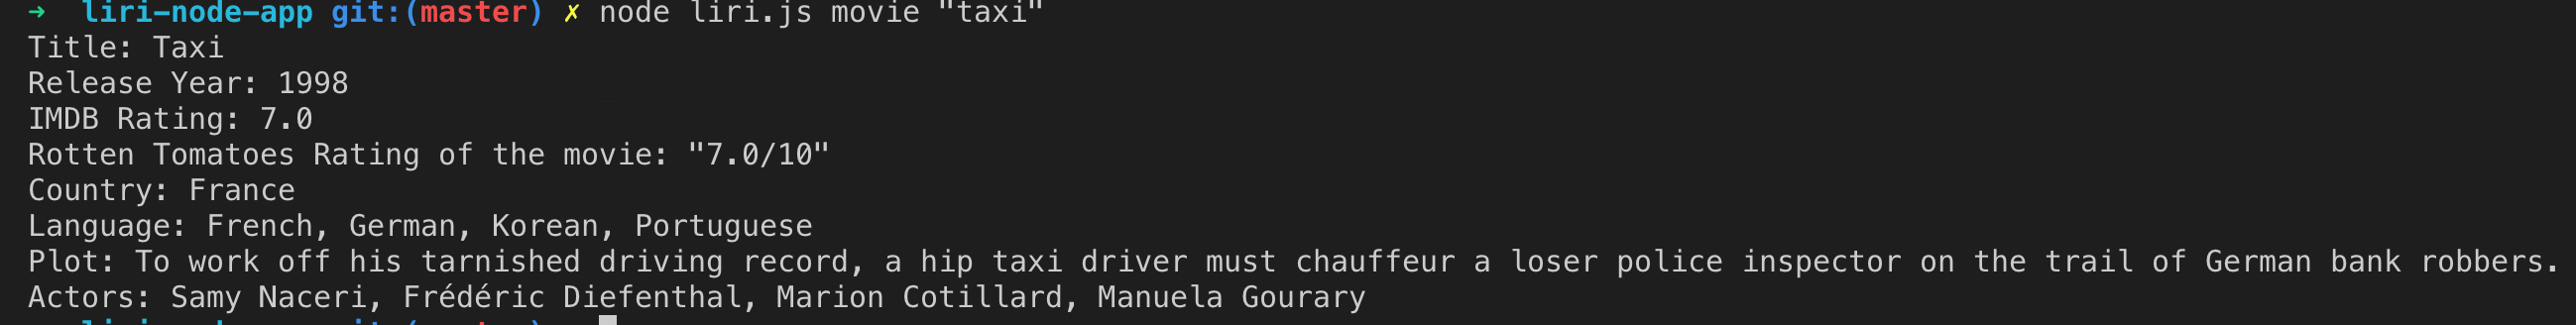 ➜  liri-node-app git:(master) ✗ node liri.js movie "taxi"
Title: Taxi
Release Year: 1998
IMDB Rating: 7.0
Rotten Tomatoes Rating of the movie: "7.0/10"
Country: France
Language: French, German, Korean, Portuguese
Plot: To work off his tarnished driving record, a hip taxi driver must chauffeur a loser police inspector on the trail of German bank robbers.
Actors: Samy Naceri, Frédéric Diefenthal, Marion Cotillard, Manuela Gourary